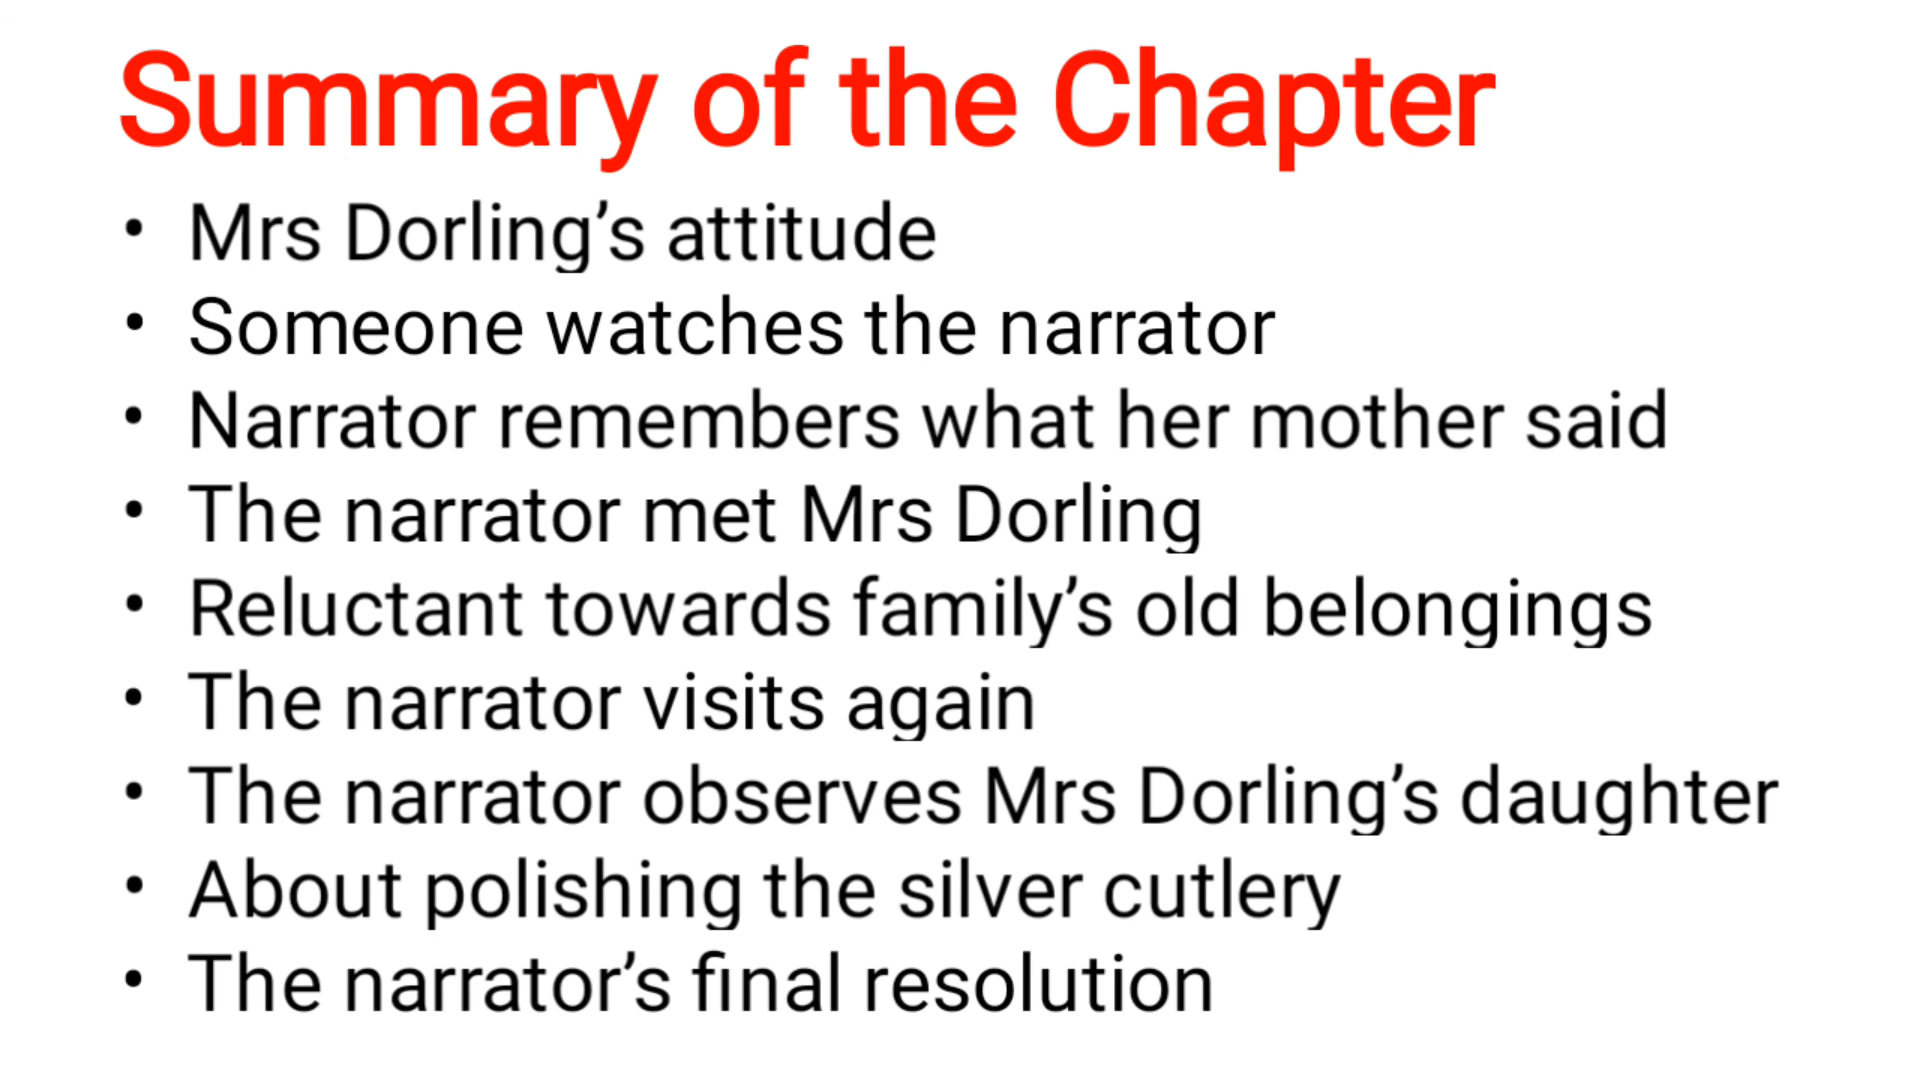 Summary of the Chapter
• Mrs Dorling’s attitude
• Someone watches the narrator
• Narrator remembers what her mother said
• The narrator met Mrs Dorling
• Reluctant towards family’s old belongings
• The narrator visits again
• The narrator observes Mrs Dorling’s daughter
• About polishing the silver cutlery
• The narrator’s final resolution